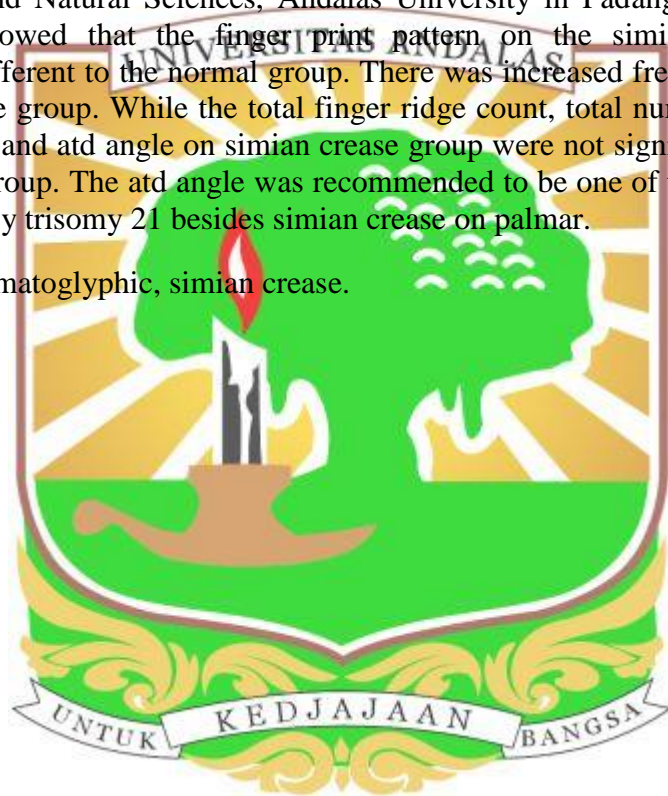 nd Natural Sciences, Andalas University in Padang
owed that the finger print pattern on the simi
UNIVERSITAS ANDALAS
fferent to the normal group. There was increased fre
e group. While the total finger ridge count, total nu
and atd angle on simian crease group were not sign
roup. The atd angle was recommended to be one of
y trisomy 21 besides simian crease on palmar.
matoglyphic, simian crease.
UNTUK KEDJAJAAN BANGSA